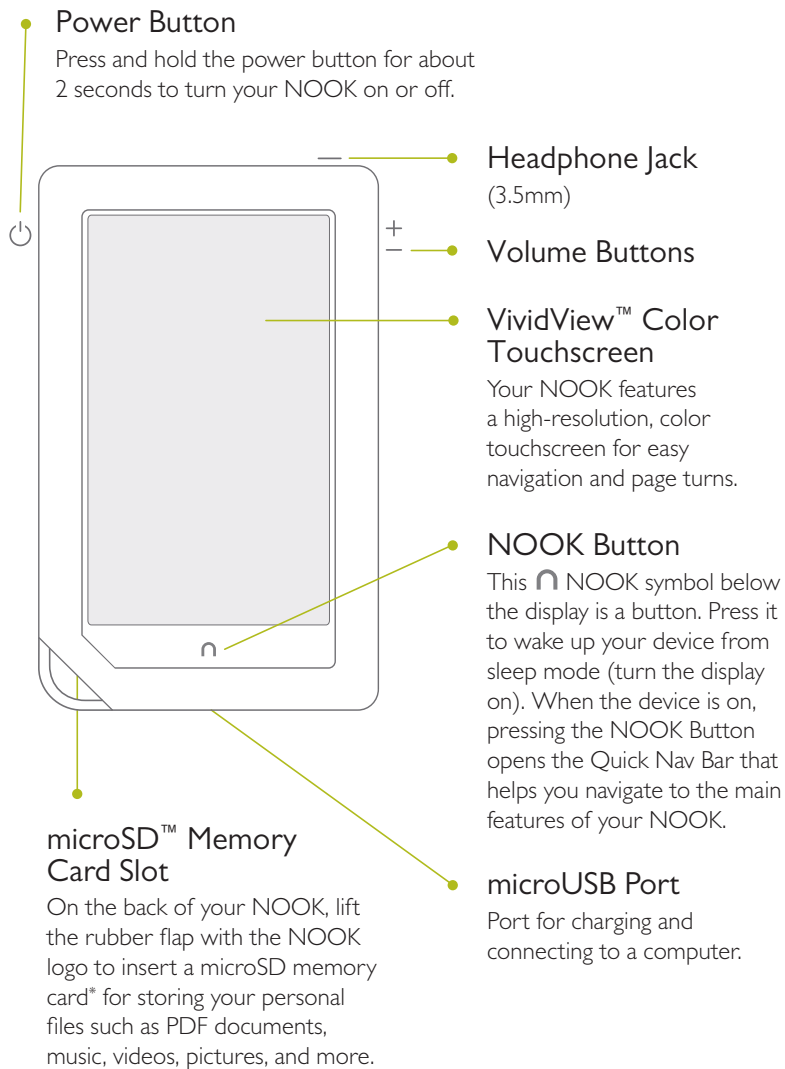 Power Button
Press and hold the power button for about
2 seconds to turn your NOOK on or off.
Headphone Jack
(3.5mm)
Volume Buttons
VividView™ Color
Touchscreen
Your NOOK features
a high-resolution, color
touchscreen for easy
navigation and page turns.
NOOK Button
This n NOOK symbol below
the display is a button. Press it
to wake up your device from
sleep mode (turn the display
on). When the device is on,
pressing the NOOK Button
opens the Quick Nav Bar that
helps you navigate to the main
features of your NOOK.
microSD™ Memory
Card Slot
On the back of your NOOK, lift
the rubber flap with the NOOK
logo to insert a microSD memory
card* for storing your personal
files such as PDF documents,
music, videos, pictures, and more.
microUSB Port
Port for charging and
connecting to a computer.